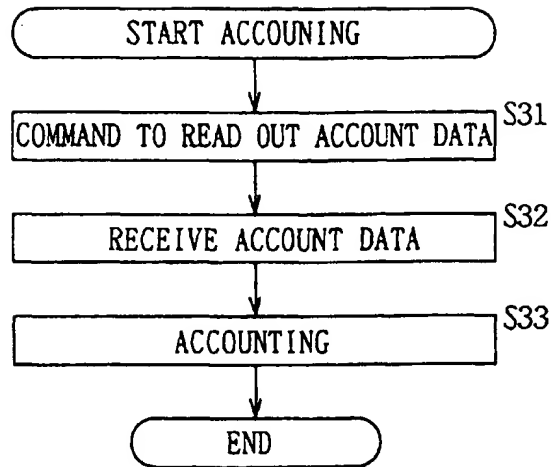 START ACCOUNING
COMMAND TO READ OUT ACCOUNT DATA
S31
RECEIVE ACCOUNT DATA
S32
ACCOUNTING
S33
END